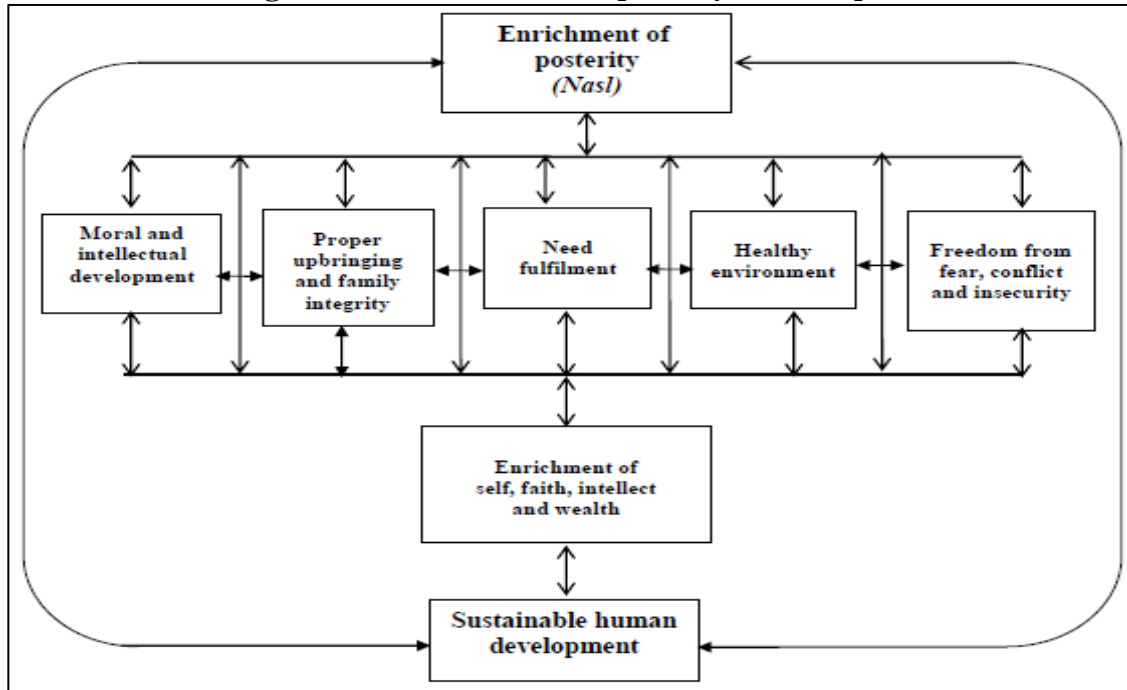 Enrichment of
posterity
(Nasl)
Moral and
intellectual
development
Proper
upbringing
and family
integrity
Need
fulfilment
Healthy
environment
Freedom from
fear, conflict
and insecurity
Enrichment of
self, faith, intellect
and wealth
Sustainable human
development